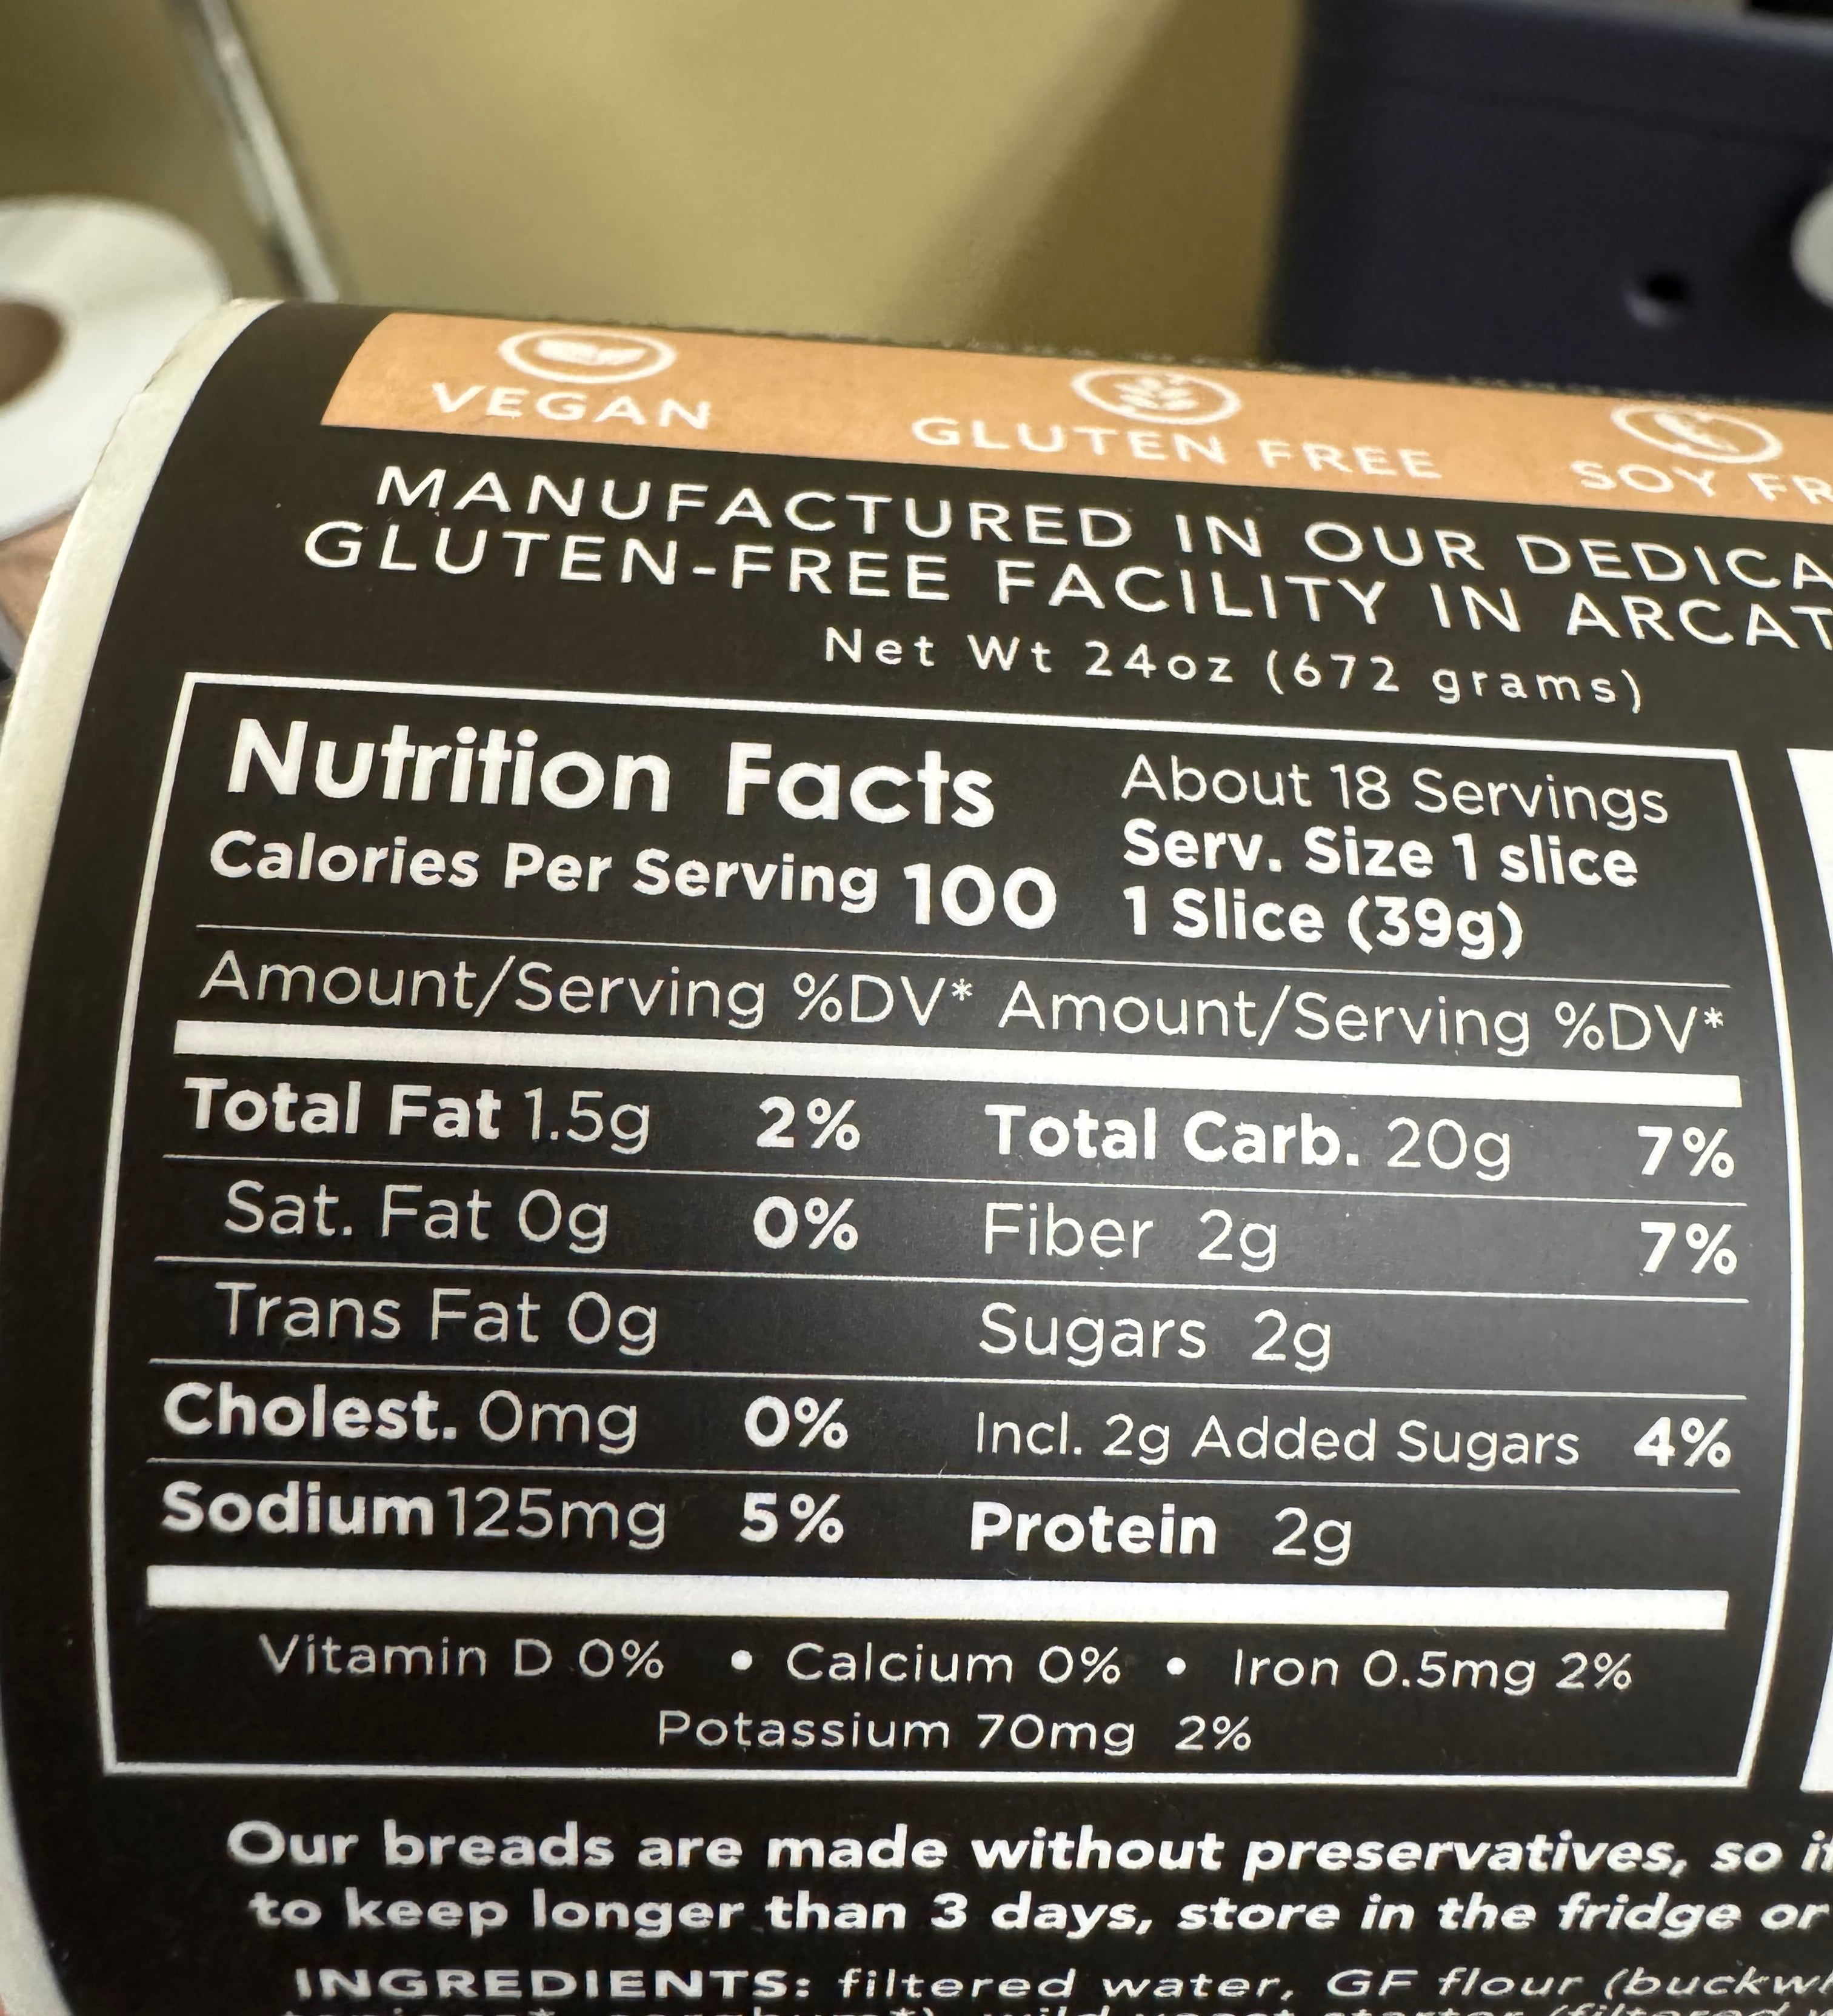 VEGAN GLUTEN FREE SOY
MANUFACTURED IN OUR
GLUTEN-FREE FACILITY IN
Net Wt 24oz (672 grams)
Nutrition Facts
Calories Per Serving 100
About 18 Servings
Serv. Size 1 slice
1 Slice (39g)
Amount/Serving %DV* Amount/Serving %DV*
Total Fat 1.5g 2% Total Carb. 20g 7%
Sat. Fat 0g 0% Fiber 2g 7%
Trans Fat 0g Sugars 2g
Cholest. 0mg 0% Incl. 2g Added Sugars 4%
Sodium 125mg 5% Protein 2g
Vitamin D 0% • Calcium 0% • Iron 0.5mg 2%
Potassium 70mg 2%
Our breads are made without preservatives, so
to keep longer than 3 days, store in the fridge or
INGREDIENTS: filtered water, GF flour